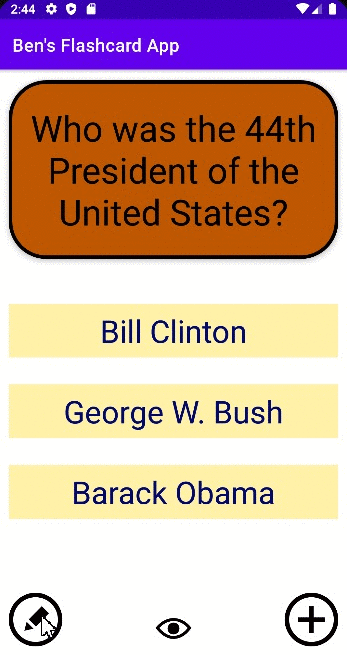 2:44
Ben's Flashcard App
Who was the 44th
President of the
United States?
Bill Clinton
George W. Bush
Barack Obama